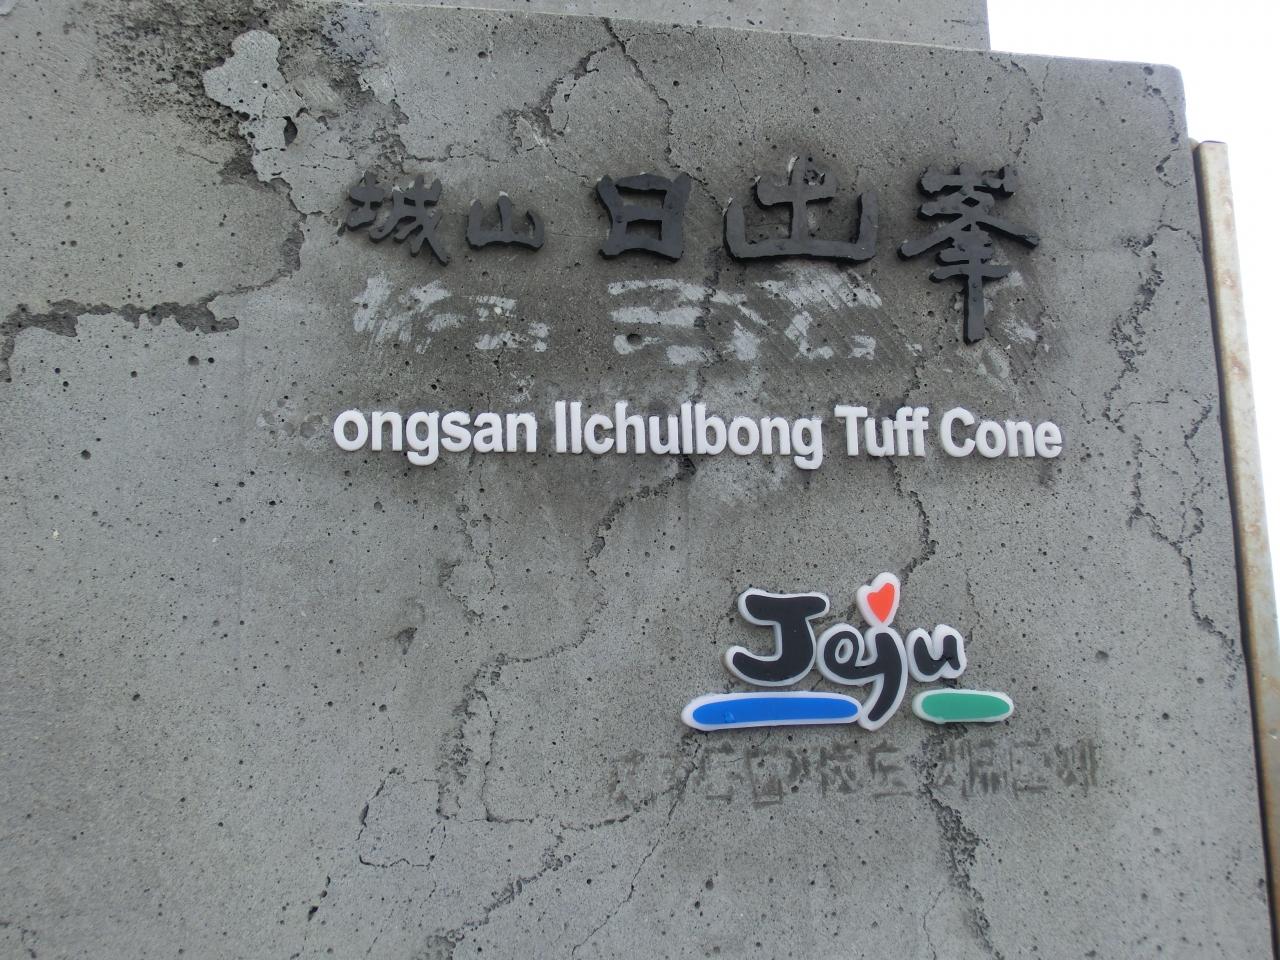 城山 日出峯
ongsan Ilchulbong Tuff Cone
Jeju